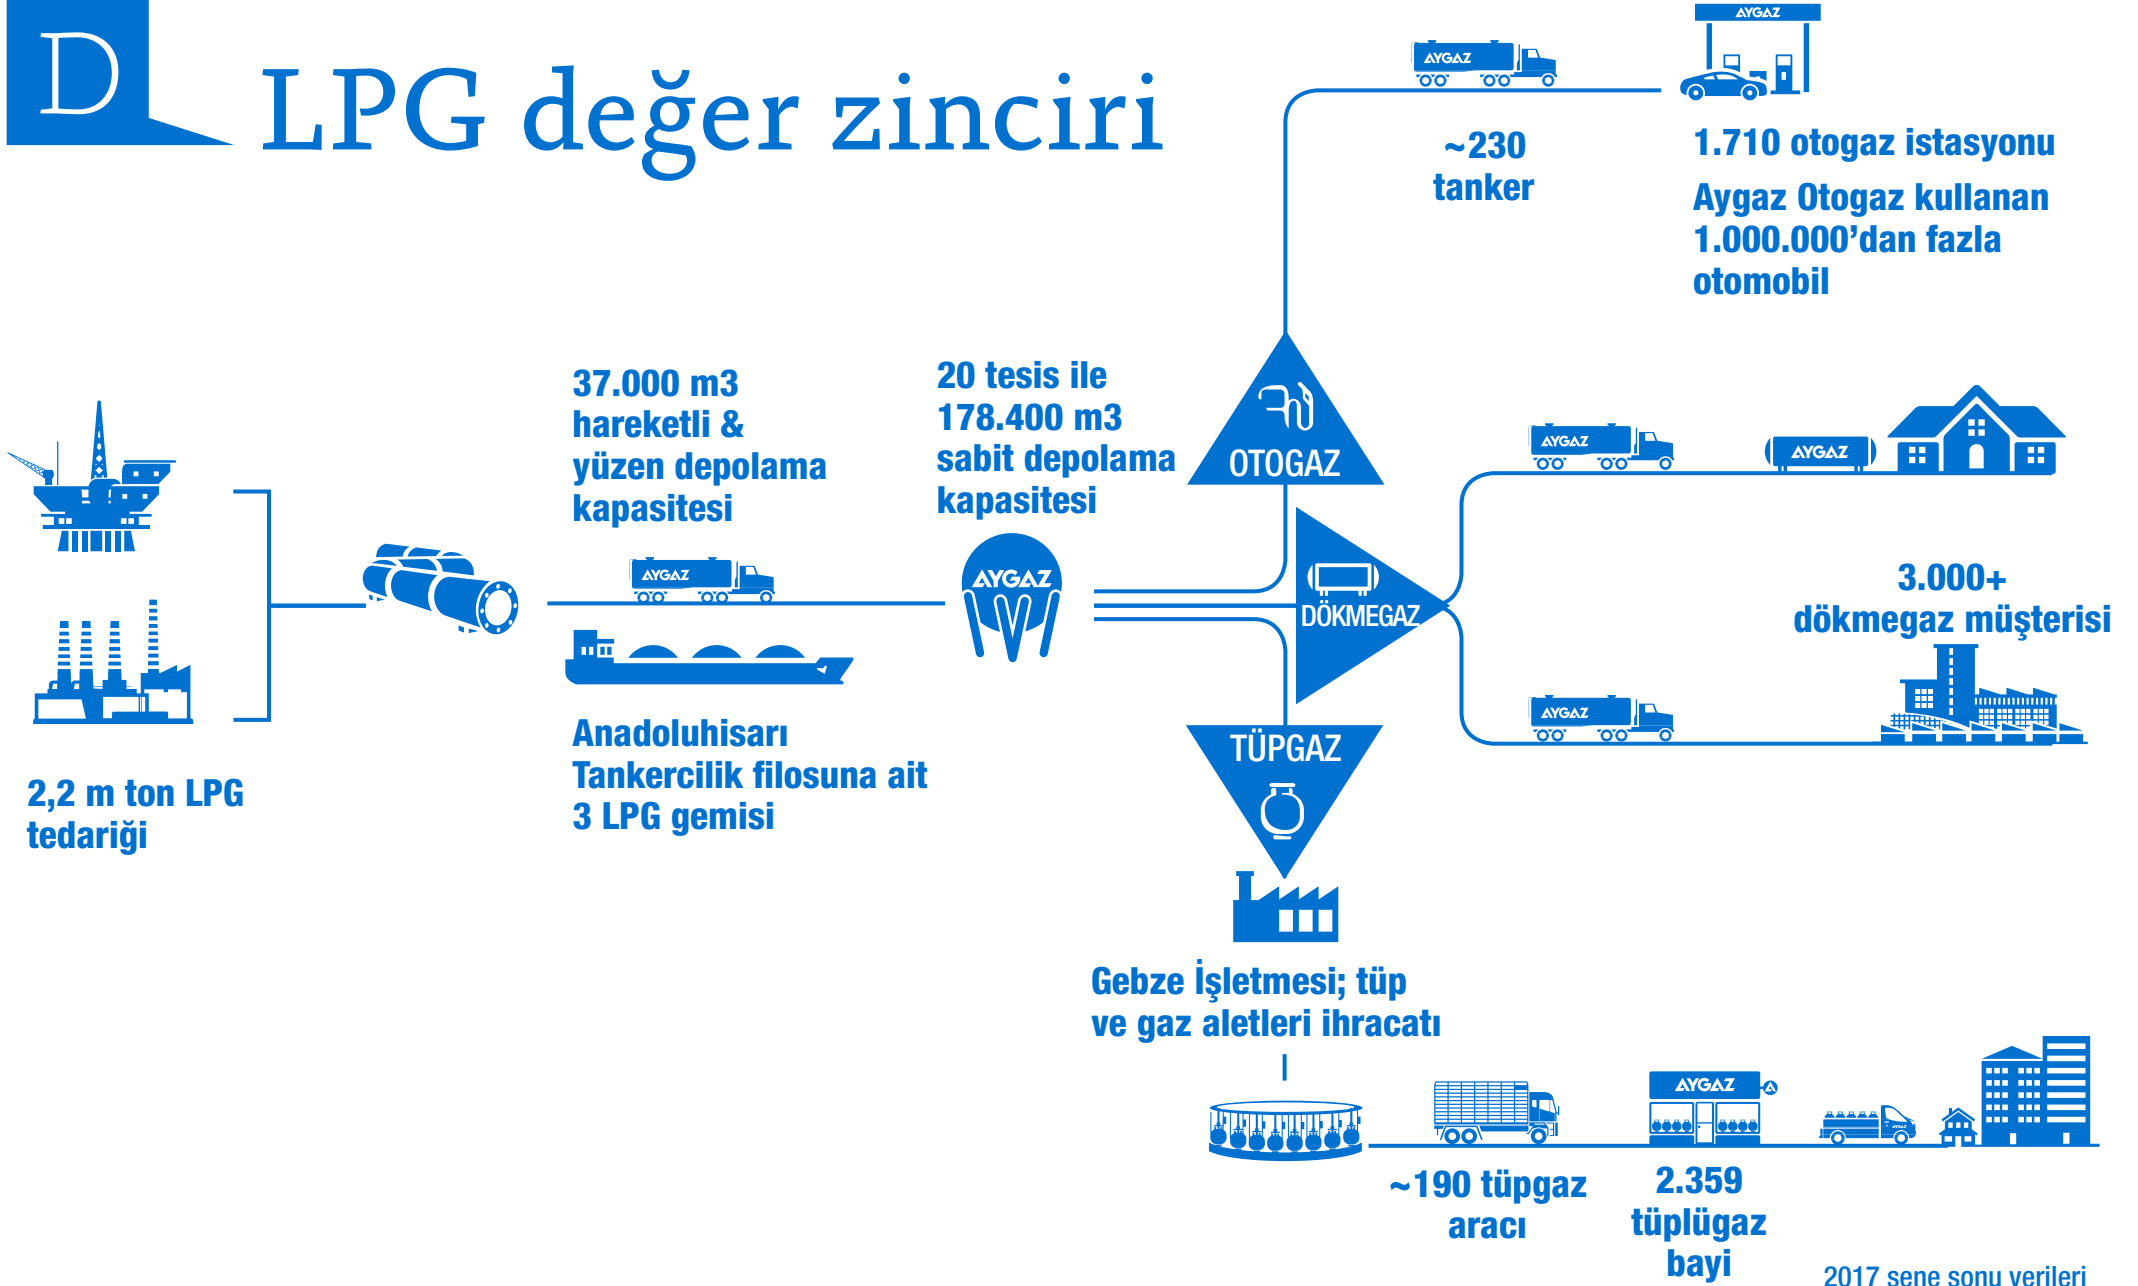 D
LPG değer zinciri
AYGAZ
AYGAZ
~230
tanker
1.710 otogaz istasyonu
Aygaz Otogaz kullanan
1.000.000’dan fazla
otomobil
37.000 m3
hareketli &
yüzen depolama
kapasitesi
20 tesis ile
178.400 m3
sabit depolama
kapasitesi
OTOGAZ
AYGAZ
AYGAZ
AYGAZ
AYGAZ
DÖKMEGAZ
3.000+
dökmegaz müşterisi
AYGAZ
2,2 m ton LPG
tedariği
Anadoluhisarı
Tankercilik filosuna ait
3 LPG gemisi
TÜPGAZ
Gebze İşletmesi; tüp
ve gaz aletleri ihracatı
AYGAZ
AYGAZ
~190 tüpgaz
aracı
2.359
tüplügaz
bayi
2017 sene sonu verileri